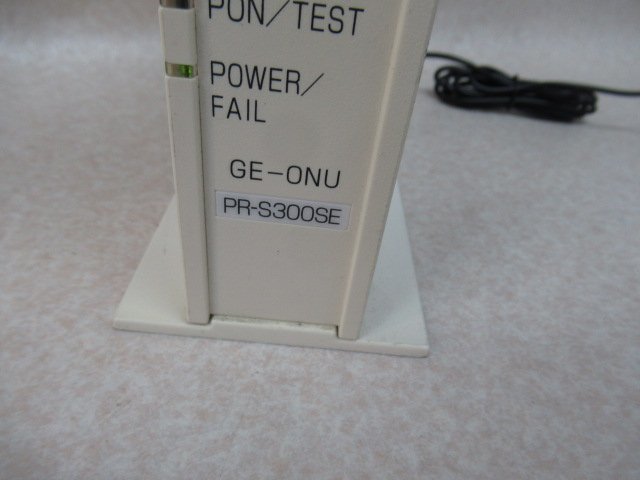 PON/TEST
POWER/
FAIL
GE-ONU
PR-S300SE